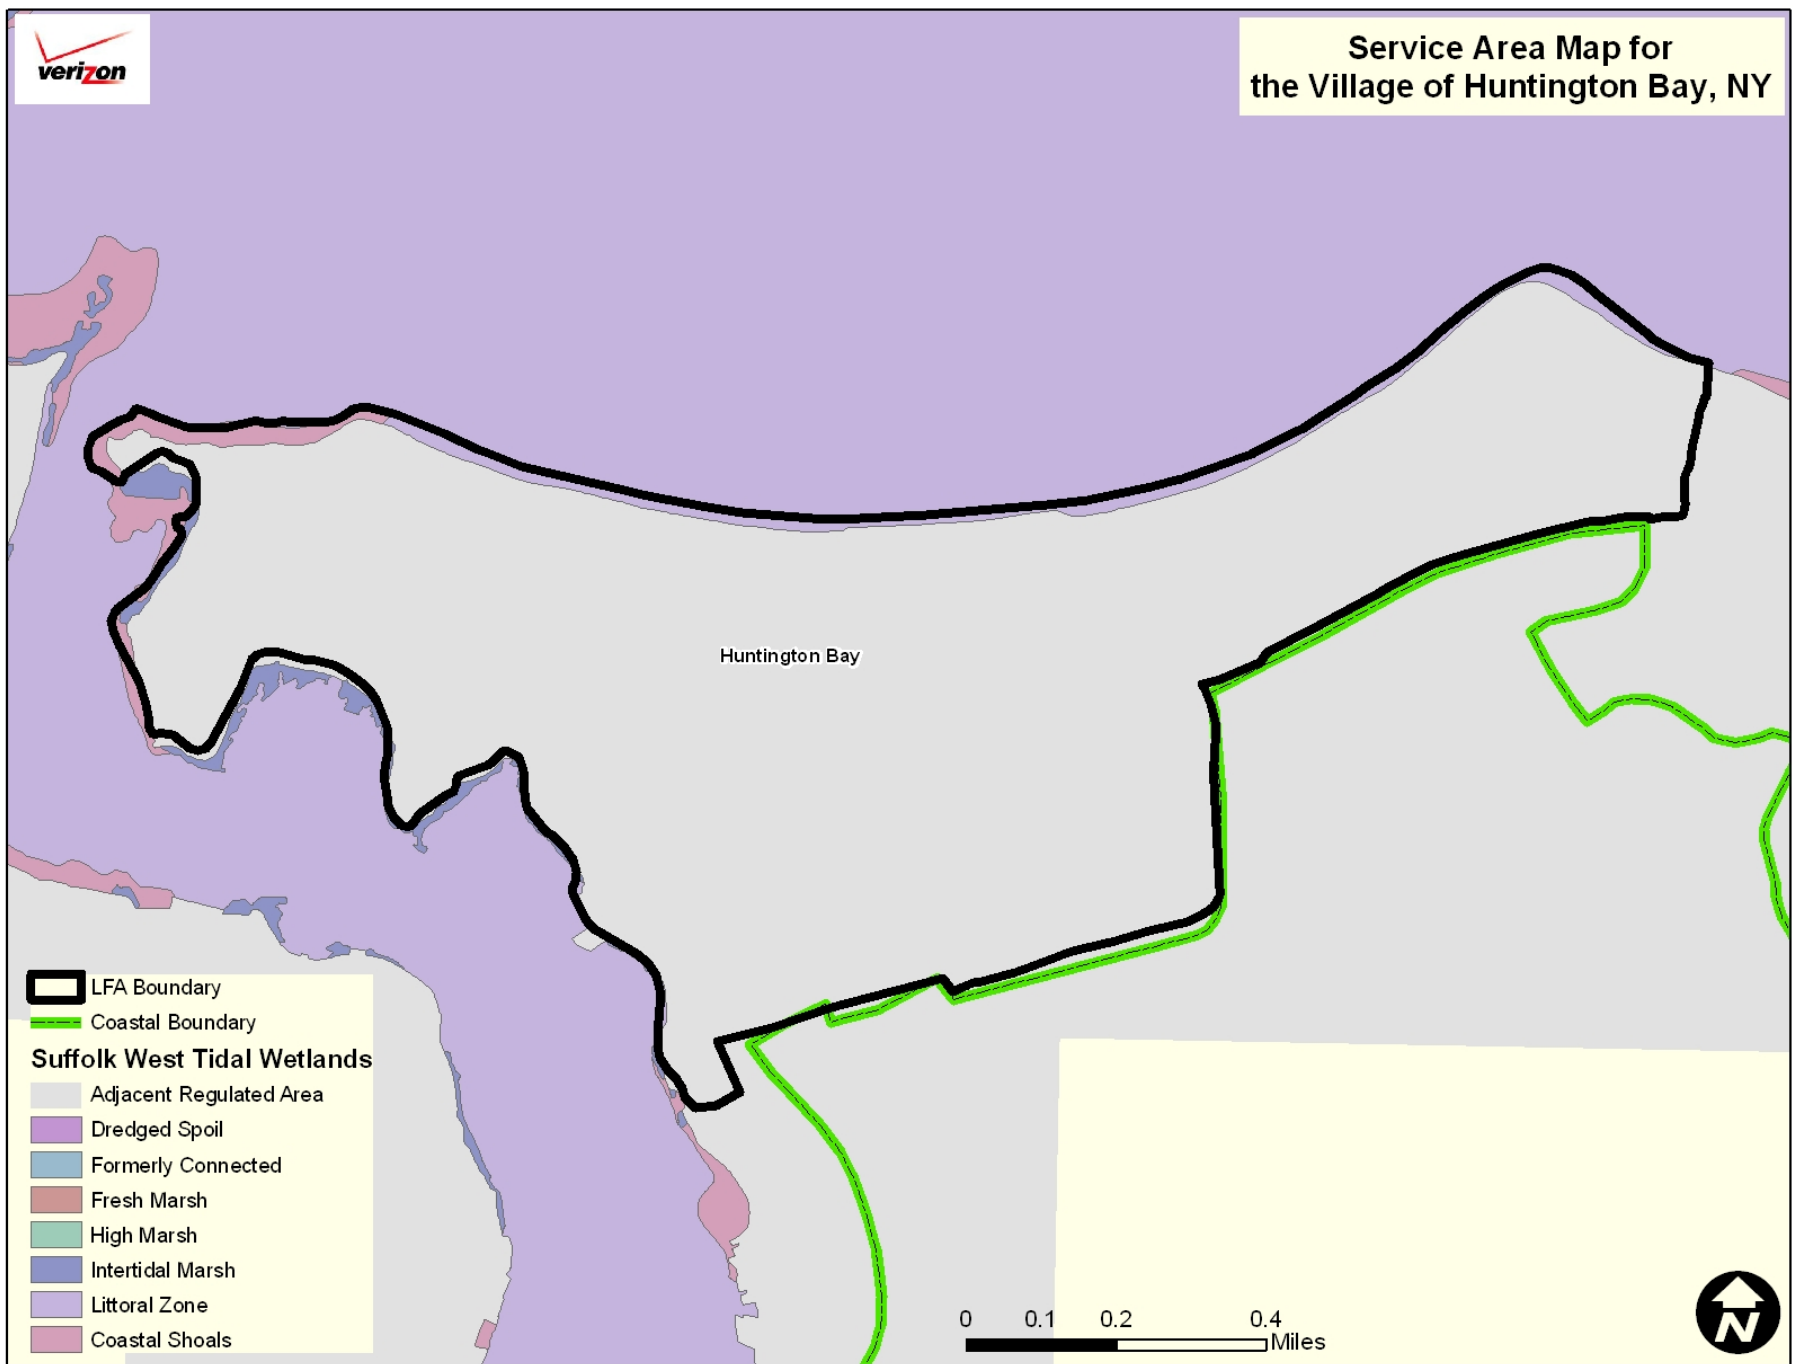 verizon
Service Area Map for
the Village of Huntington Bay, NY
Huntington Bay
LFA Boundary
Coastal Boundary
Suffolk West Tidal Wetlands
Adjacent Regulated Area
Dredged Spoil
Formerly Connected
Fresh Marsh
High Marsh
Intertidal Marsh
Littoral Zone
Coastal Shoals
0 0.1 0.2 0.4
Miles
N